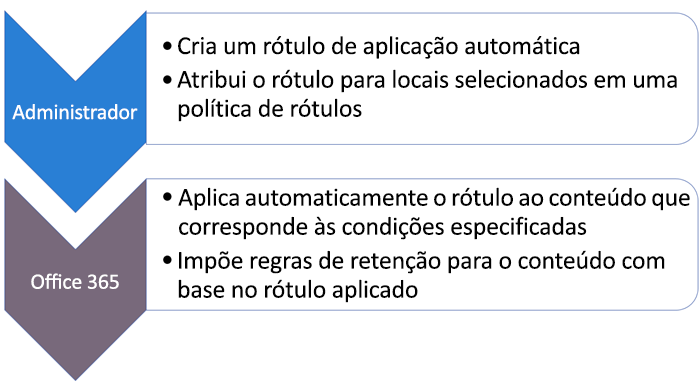 Administrador
• Cria um rótulo de aplicação automática
• Atribui o rótulo para locais selecionados em uma
política de rótulos
Office 365
• Aplica automaticamente o rótulo ao conteúdo que
corresponde às condições especificadas
• Impõe regras de retenção para o conteúdo com
base no rótulo aplicado